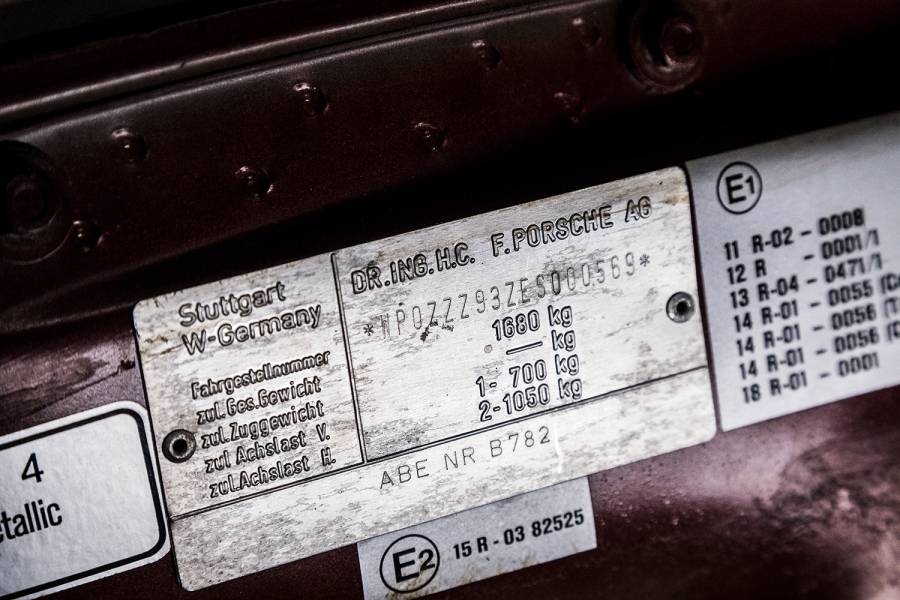 Stuttgart
W-Germany
DR.ING.H.C. F.PORSCHE AG
*WP0ZZZ93ZES000569*
Fahrgestellnummer
zul.Ges.Gewicht 1680 kg
zul.Zuggewicht — kg
zul.Achslast V. 1- 700 kg
zul.Achslast H. 2-1050 kg
ABE NR B782
E1
11 R-02 - 0008
12 R - 0001/1
13 R-04 - 0471/1
14 R-01 - 0055
14 R-01 - 0056
14 R-01 - 0056
18 R-01 - 0001
4
etallic
E2 15 R - 03 82525